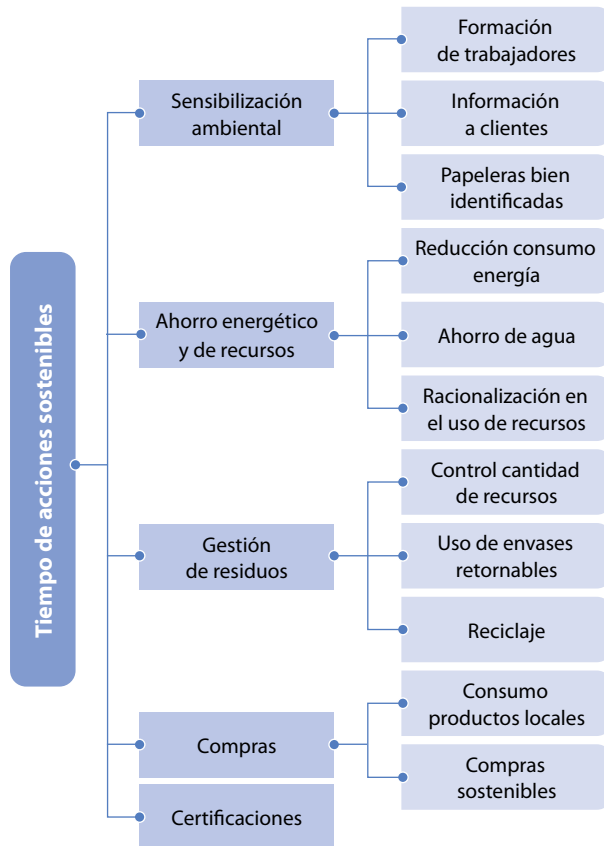 Tiempo de acciones sostenibles
Sensibilización
ambiental
Formación
de trabajadores
Información
a clientes
Papeleras bien
identificadas
Ahorro energético
y de recursos
Reducción consumo
energía
Ahorro de agua
Racionalización en
el uso de recursos
Gestión
de residuos
Control cantidad
de recursos
Uso de envases
retornables
Reciclaje
Compras
Consumo
productos locales
Compras
sostenibles
Certificaciones